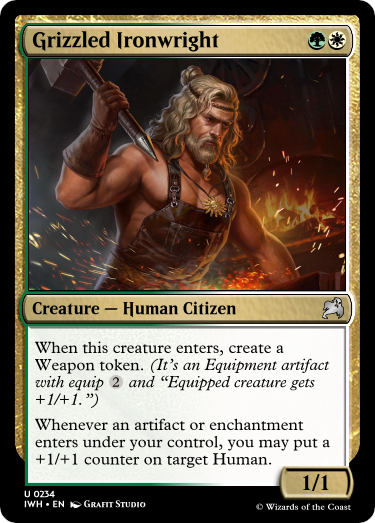 Grizzled Ironwright
Creature — Human Citizen
When this creature enters, create a
Weapon token. (It's an Equipment artifact
with equip 2 and “Equipped creature gets
+1/+1.”)
Whenever an artifact or enchantment
enters under your control, you may put a
+1/+1 counter on target Human.
1/1
U 0234
IWH • EN Grafit Studio
© Wizards of the Coast